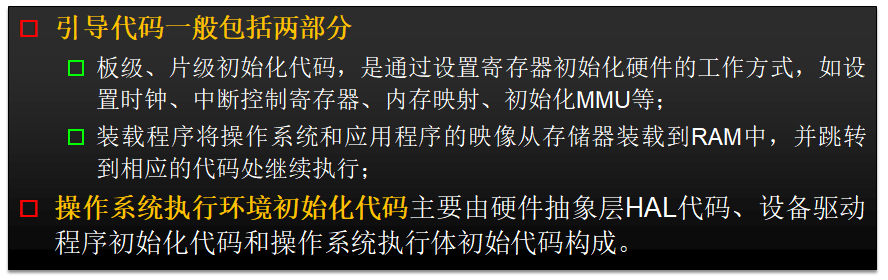 引导代码一般包括两部分
板级、片级初始化代码，是通过设置寄存器初始化硬件的工作方式，如设
置时钟、中断控制寄存器、内存映射、初始化MMU等；
装载程序将操作系统和应用程序的映像从存储器装载到RAM中，并跳转
到相应的代码处继续执行；
操作系统执行环境初始化代码主要由硬件抽象层HAL代码、设备驱动
程序初始化代码和操作系统执行体初始代码构成。